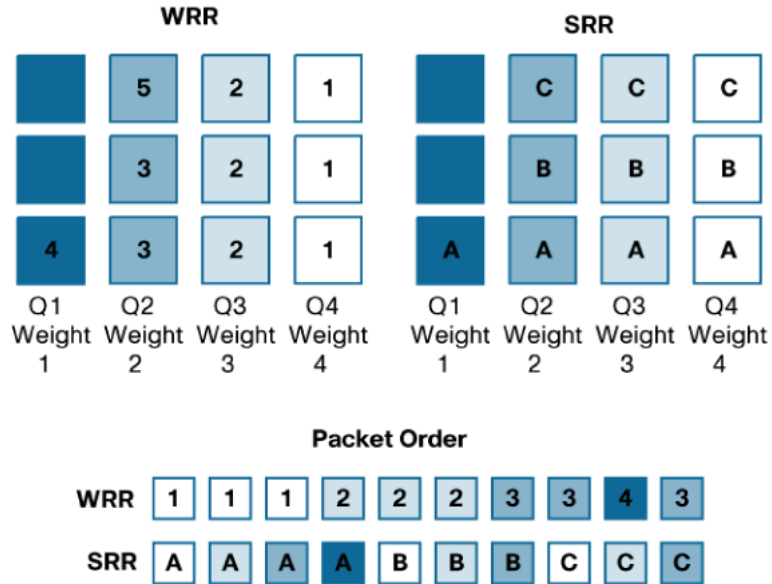 WRR
SRR
5 2 1
C C C
3 2 1
B B B
4 3 2 1
A A A A
Q1 Q2 Q3 Q4
Weight Weight Weight Weight
1 2 3 4
Q1 Q2 Q3 Q4
Weight Weight Weight Weight
1 2 3 4
Packet Order
WRR 1 1 1 2 2 2 3 3 4 3
SRR A A A A B B B C C C